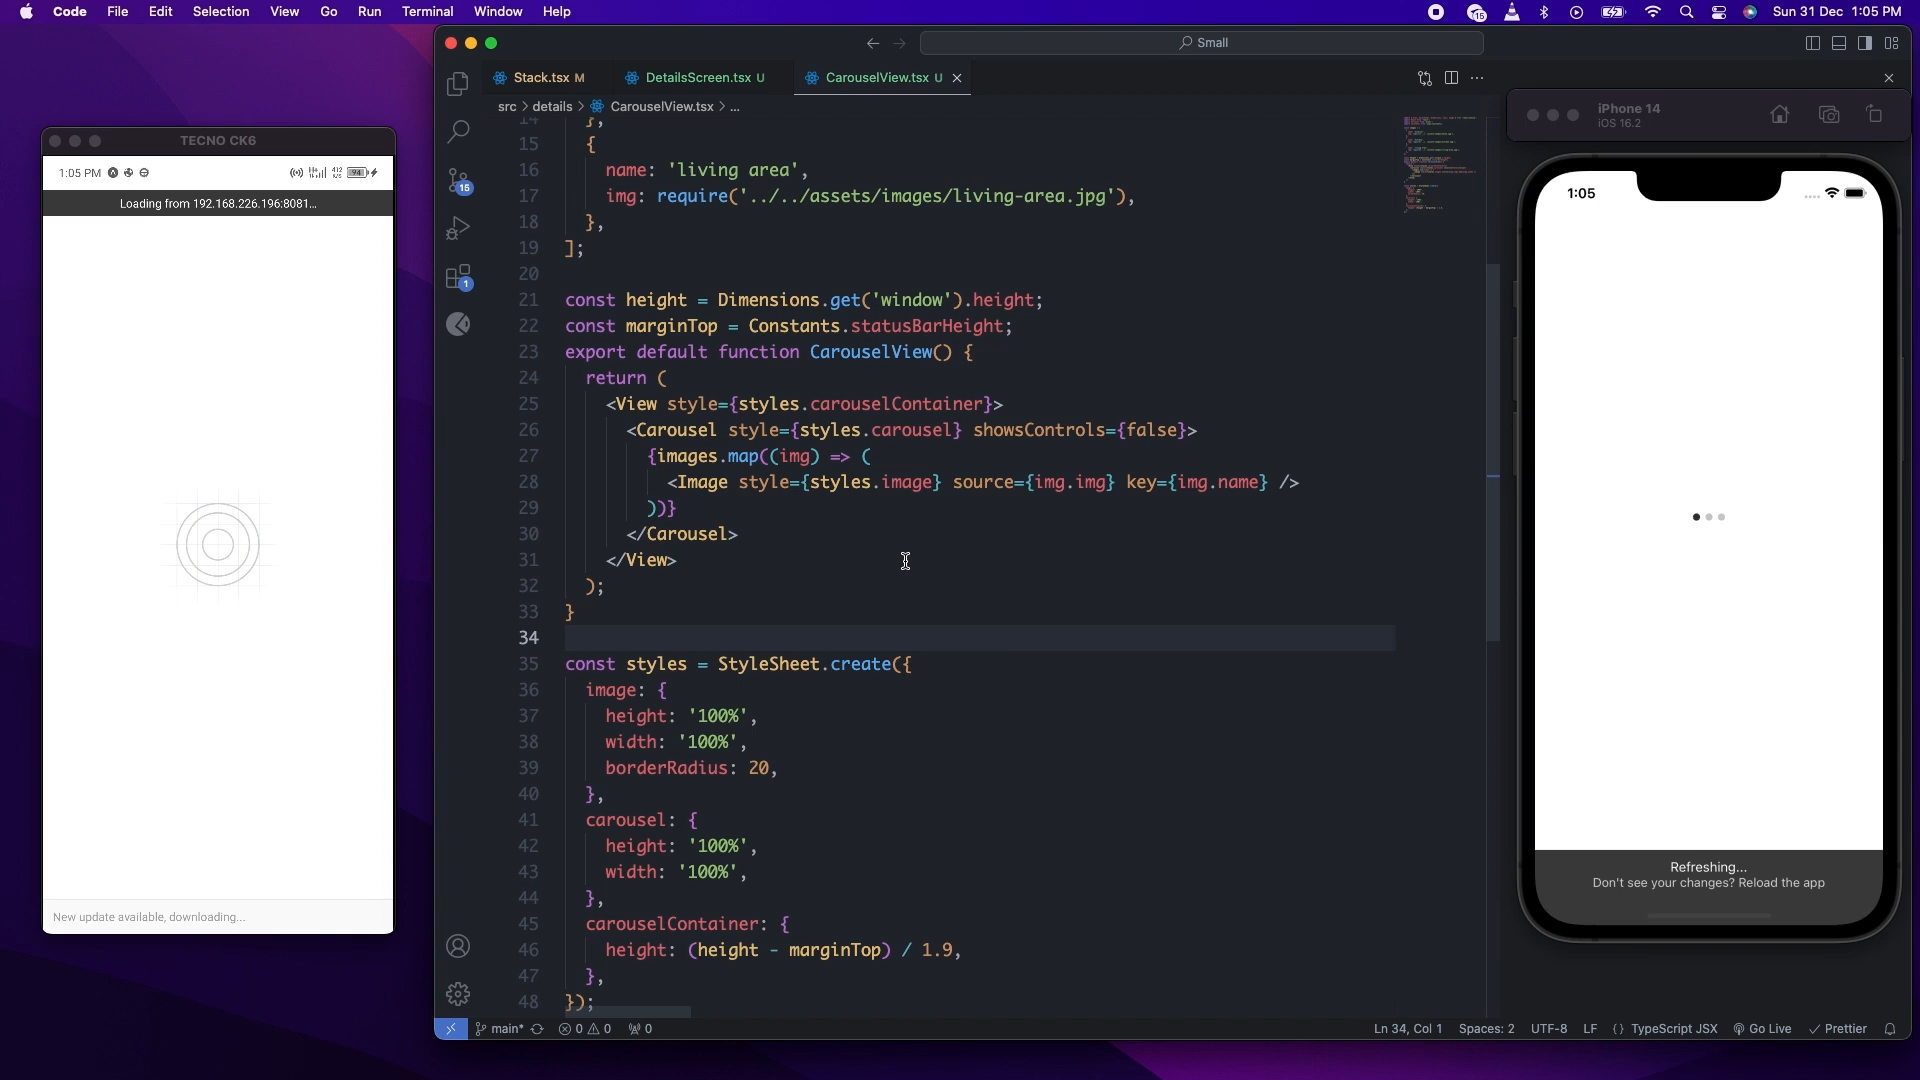 Code File Edit Selection View Go Run Terminal Window Help
15
Sun 31 Dec 1:05 PM
Small
Stack.tsx M
DetailsScreen.tsx U
CarouselView.tsx U
src > details > CarouselView.tsx > ...
TECNO CK6
1:05 PM
94
Loading from 192.168.226.196:8081...
New update available, downloading...
15
1
14 },
15 {
16 name: 'living area',
17 img: require('../../assets/images/living-area.jpg'),
18 },
19 ];
20
21 const height = Dimensions.get('window').height;
22 const marginTop = Constants.statusBarHeight;
23 export default function CarouselView() {
24 return (
25 <View style={styles.carouselContainer}>
26 <Carousel style={styles.carousel} showsControls={false}>
27 {images.map((img) => (
28 <Image style={styles.image} source={img.img} key={img.name} />
29 ))}
30 </Carousel>
31 </View>
32 );
33 }
34
35 const styles = StyleSheet.create({
36 image: {
37 height: '100%',
38 width: '100%',
39 borderRadius: 20,
40 },
41 carousel: {
42 height: '100%',
43 width: '100%',
44 },
45 carouselContainer: {
46 height: (height - marginTop) / 1.9,
47 },
48 });
iPhone 14
iOS 16.2
1:05
Refreshing...
Don't see your changes? Reload the app
main* 0 0 0
Ln 34, Col 1 Spaces: 2 UTF-8 LF {} TypeScript JSX Go Live Prettier